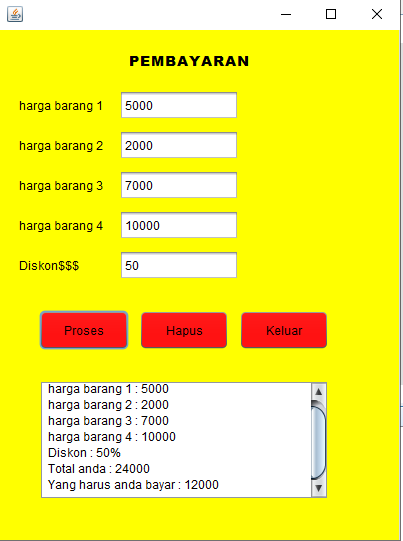 PEMBAYARAN
harga barang 1 5000
harga barang 2 2000
harga barang 3 7000
harga barang 4 10000
Diskon$$$ 50
Proses Hapus Keluar
harga barang 1 : 5000
harga barang 2 : 2000
harga barang 3 : 7000
harga barang 4 : 10000
Diskon : 50%
Total anda : 24000
Yang harus anda bayar : 12000